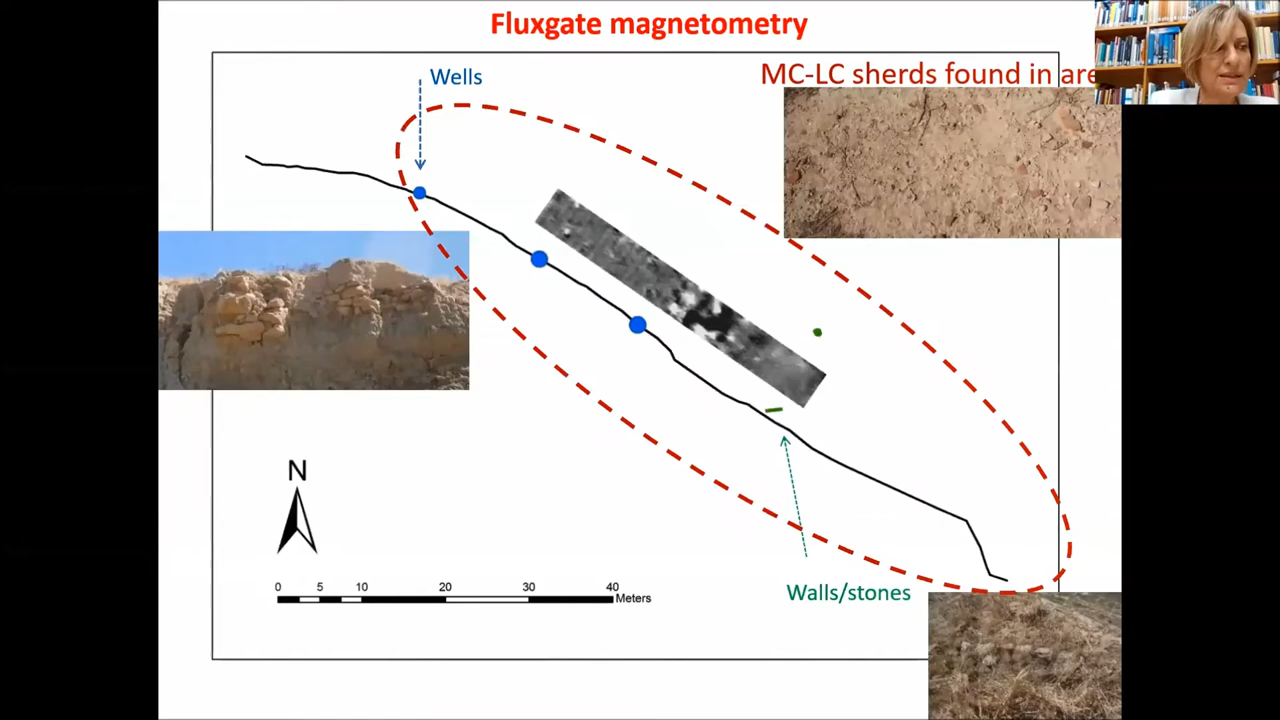 Fluxgate magnetometry
Wells
MC-LC sherds found in are
N
0 5 10 20 30 40
Meters
Walls/stones